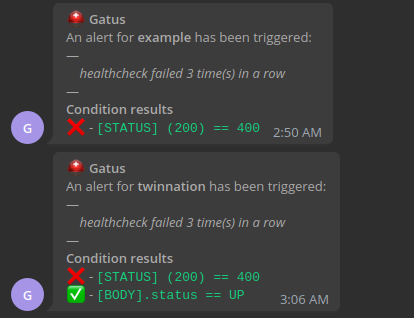 🚨 Gatus
An alert for example has been triggered:
—
healthcheck failed 3 time(s) in a row
—
Condition results
❌ - [STATUS] (200) == 400
2:50 AM
G
🚨 Gatus
An alert for twinnation has been triggered:
—
healthcheck failed 3 time(s) in a row
—
Condition results
❌ - [STATUS] (200) == 400
✅ - [BODY].status == UP
3:06 AM
G